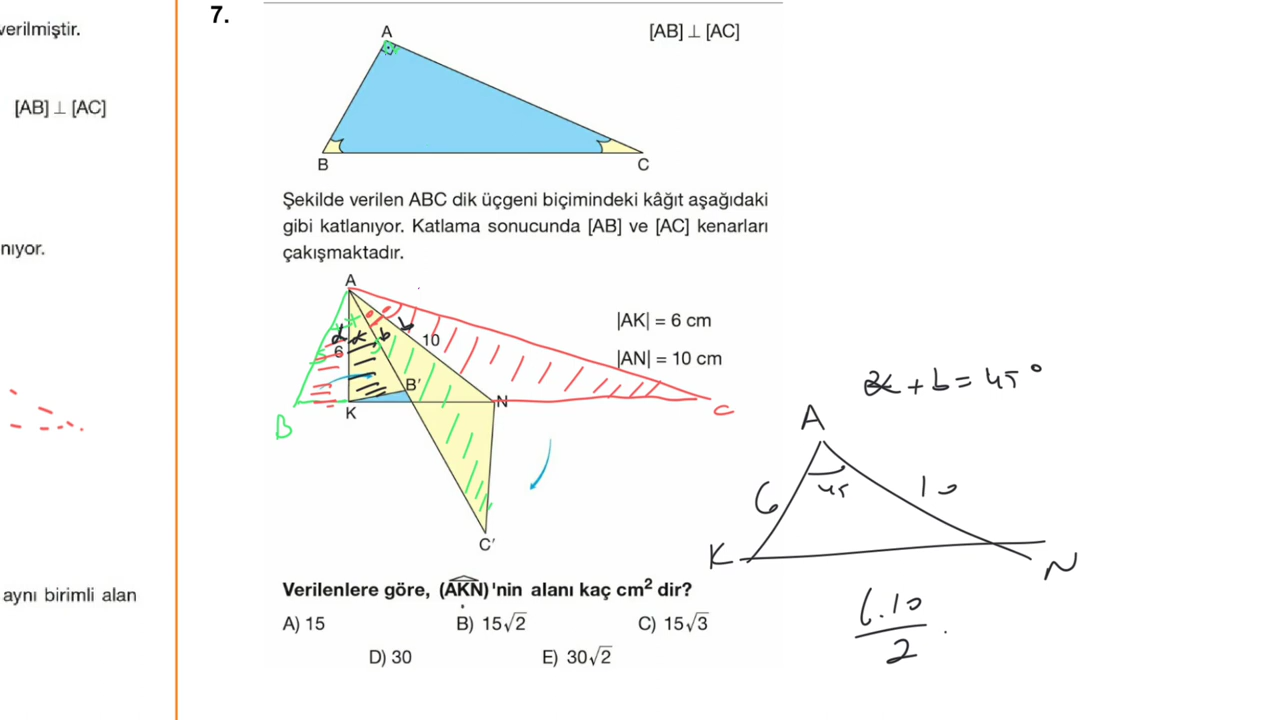 verilmiştir.
[AB] ⊥ [AC]
nıyor.
aynı birimli alan
7.
[AB] ⊥ [AC]
A
B
C
Şekilde verilen ABC dik üçgeni biçimindeki kâğıt aşağıdaki
gibi katlanıyor. Katlama sonucunda [AB] ve [AC] kenarları
çakışmaktadır.
A
6
10
B'
K
N
C'
B
C
α α b b
|AK| = 6 cm
|AN| = 10 cm
Verilenlere göre, (AKN)'nin alanı kaç cm² dir?
A) 15
B) 15√2
C) 15√3
D) 30
E) 30√2
α + b = 45°
A
6
45
10
K
N
6.10
2